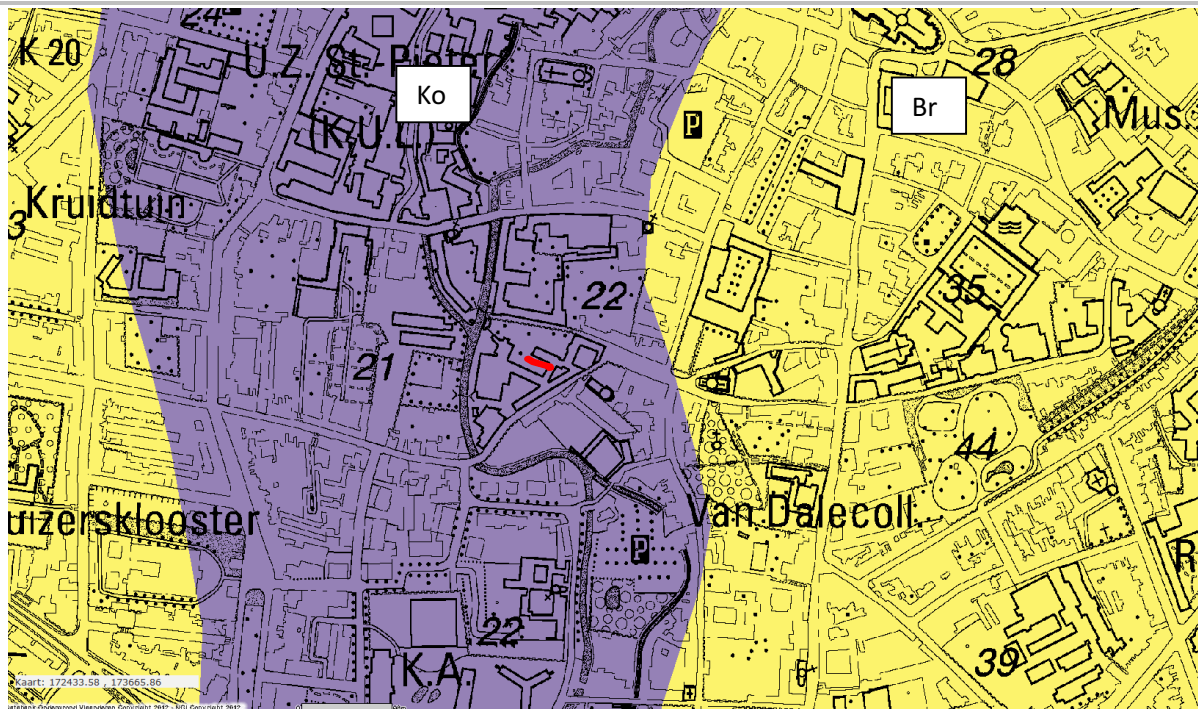 24
K 20
U.Z. St.-Pieter
Ko
28
Br
(K.U.L.)
P
Mus.
Kruidtuin
3
22
35
21
44
uizersklooster
Van Dalecoll.
P
R
22
39
K.A
Kaart: 172433.58 , 173665.86